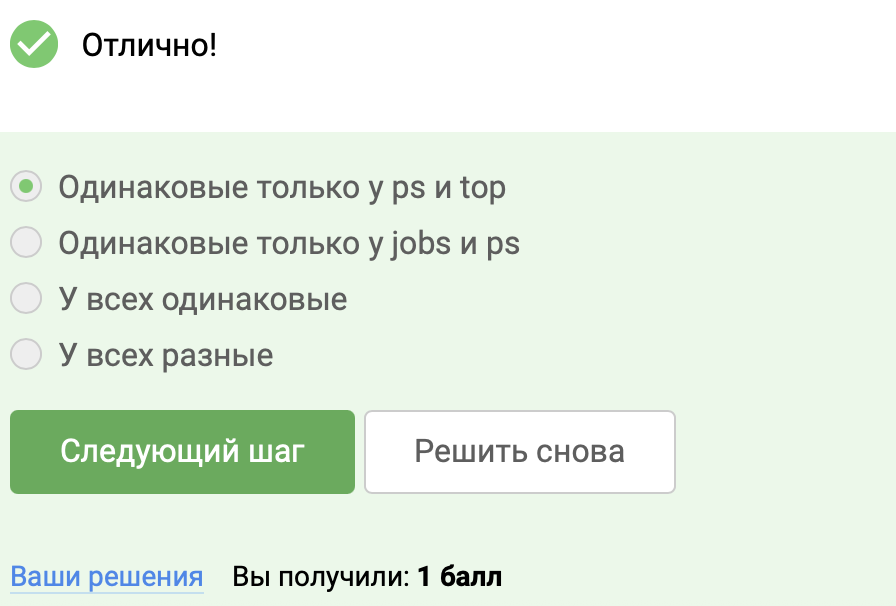 Отлично!
Одинаковые только у ps и top
Одинаковые только у jobs и ps
У всех одинаковые
У всех разные
Следующий шаг
Решить снова
Ваши решения Вы получили: 1 балл